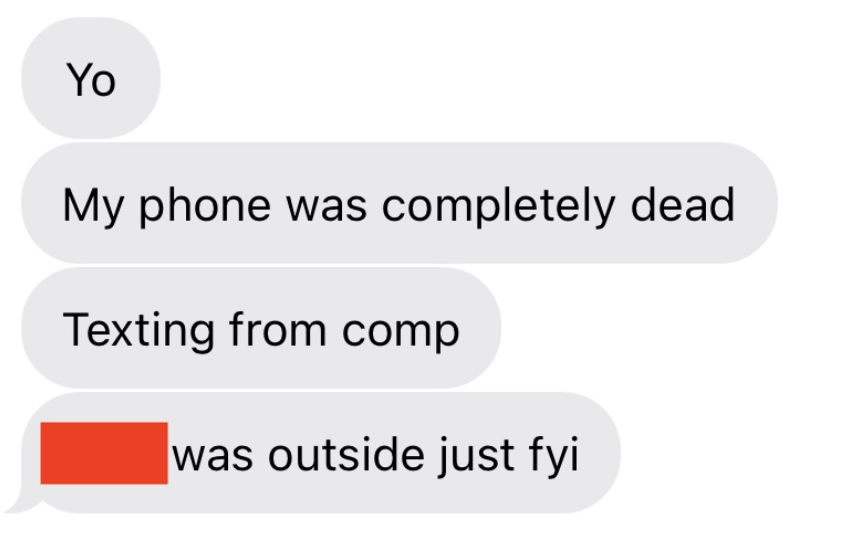 Yo
My phone was completely dead
Texting from comp
was outside just fyi